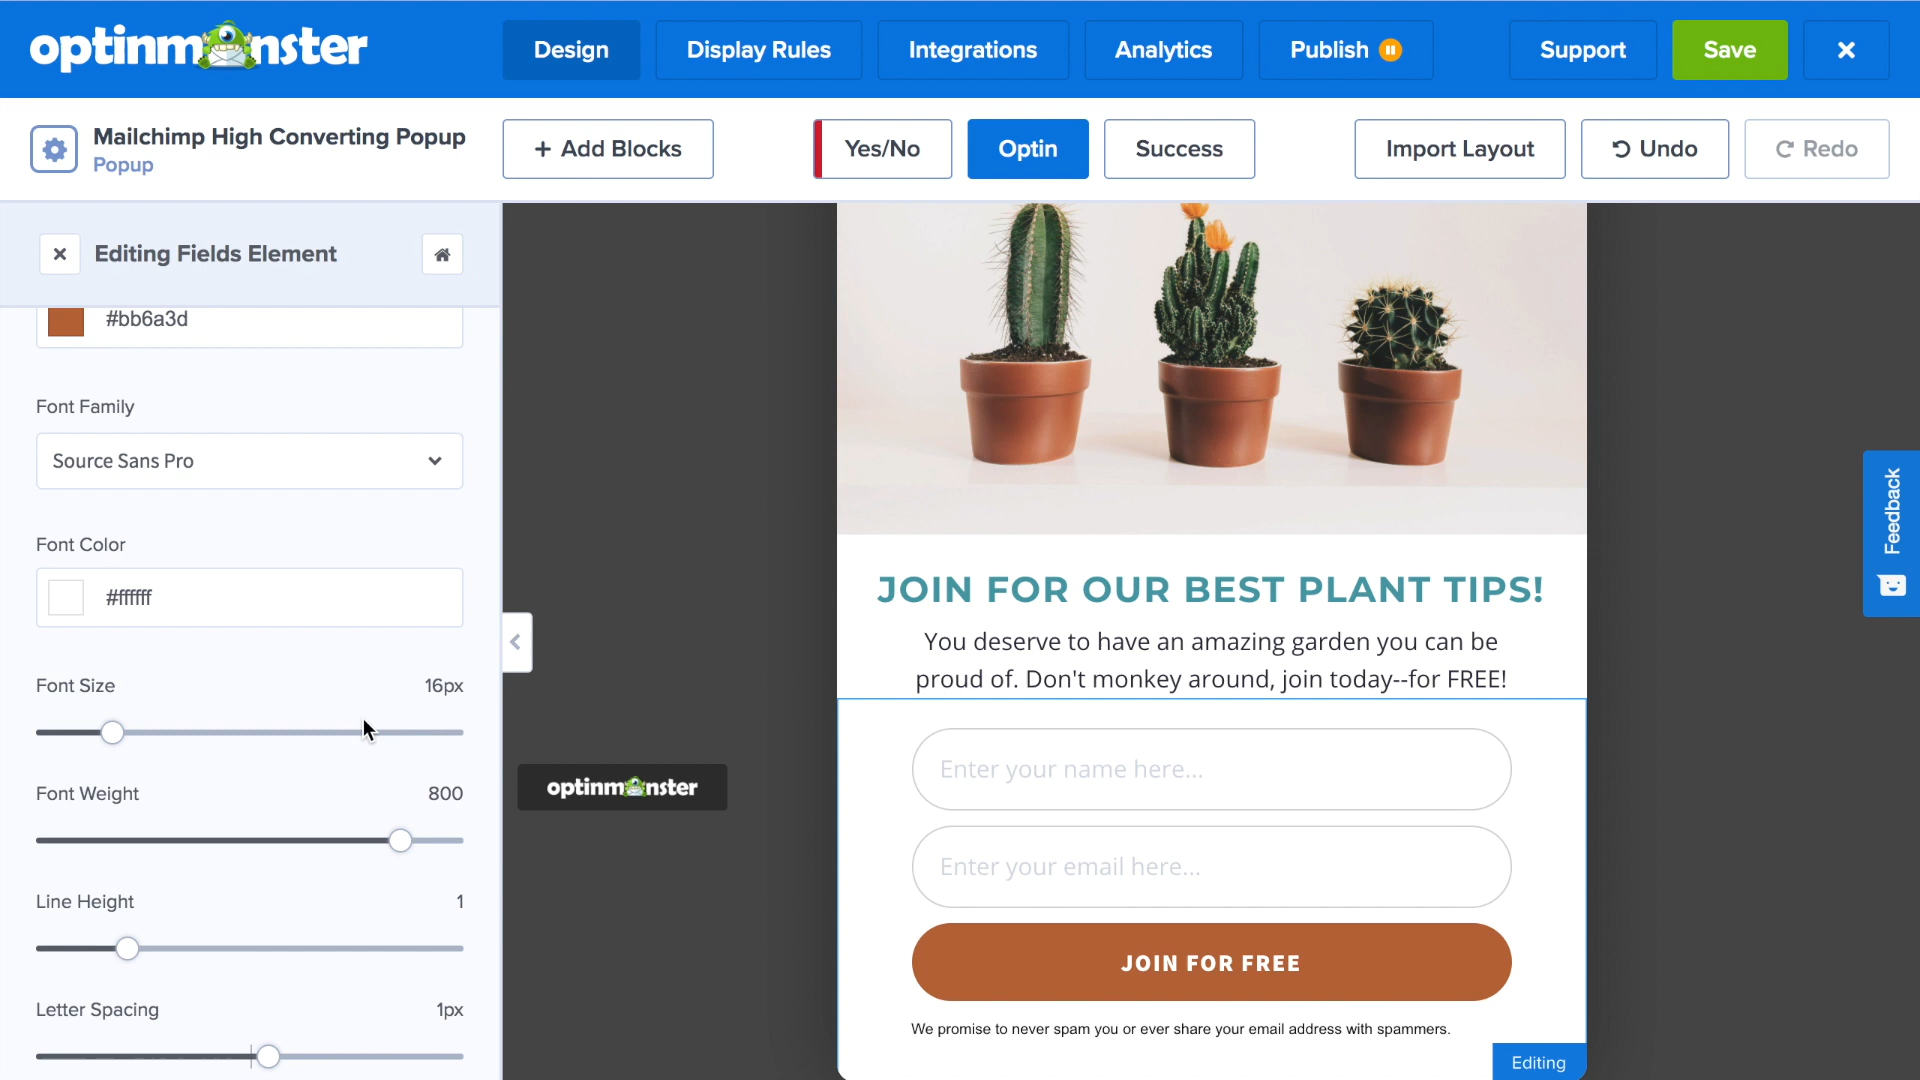 optinmonster
Design
Display Rules
Integrations
Analytics
Publish
Support
Save
Mailchimp High Converting Popup
Popup
+ Add Blocks
Yes/No
Optin
Success
Import Layout
Undo
Redo
Editing Fields Element
#bb6a3d
Font Family
Source Sans Pro
Font Color
#ffffff
Font Size 16px
Font Weight 800
Line Height 1
Letter Spacing 1px
optinmonster
JOIN FOR OUR BEST PLANT TIPS!
You deserve to have an amazing garden you can be
proud of. Don't monkey around, join today--for FREE!
Enter your name here...
Enter your email here...
JOIN FOR FREE
We promise to never spam you or ever share your email address with spammers.
Editing
Feedback